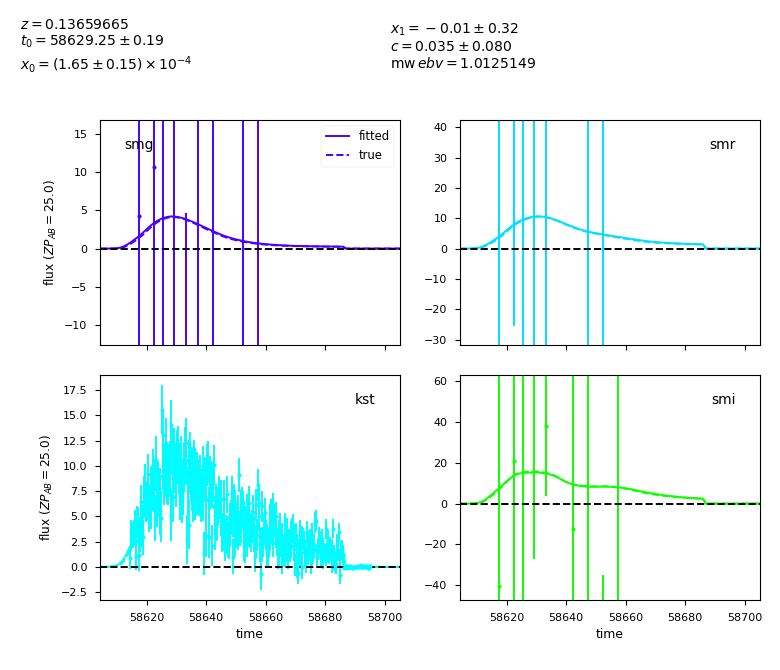 z = 0.13659665
t₀ = 58629.25 ± 0.19
x₀ = (1.65 ± 0.15) × 10⁻⁴
x₁ = −0.01 ± 0.32
c = 0.035 ± 0.080
mw ebv = 1.0125149
smg
fitted
true
15
10
5
0
−5
−10
flux (ZP_AB = 25.0)
smr
40
30
20
10
0
−10
−20
−30
kst
17.5
15.0
12.5
10.0
7.5
5.0
2.5
0.0
−2.5
flux (ZP_AB = 25.0)
58620 58640 58660 58680 58700
time
smi
60
40
20
0
−20
−40
58620 58640 58660 58680 58700
time